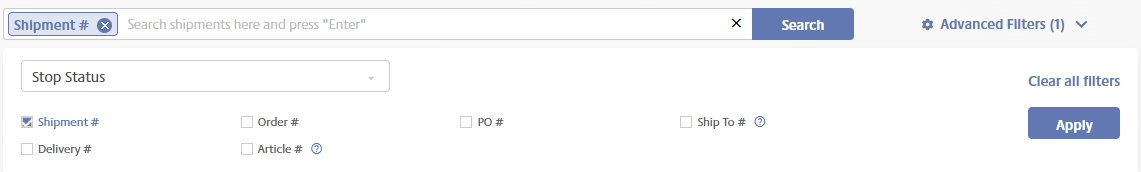 Shipment # Search shipments here and press "Enter" Search Advanced Filters (1)
Stop Status Clear all filters
Shipment # Order # PO # Ship To # Apply
Delivery # Article #